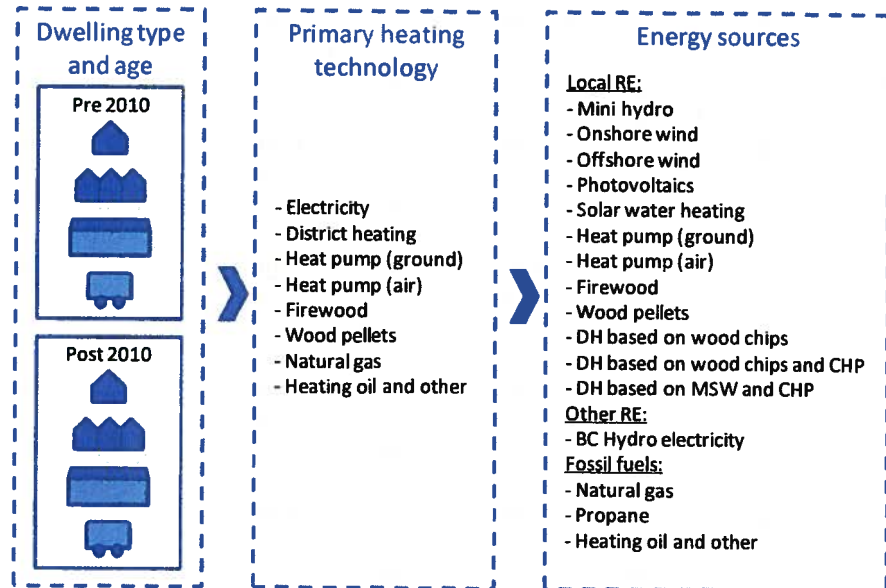 Dwelling type
and age
Pre 2010
Post 2010
Primary heating
technology
- Electricity
- District heating
- Heat pump (ground)
- Heat pump (air)
- Firewood
- Wood pellets
- Natural gas
- Heating oil and other
Energy sources
Local RE:
- Mini hydro
- Onshore wind
- Offshore wind
- Photovoltaics
- Solar water heating
- Heat pump (ground)
- Heat pump (air)
- Firewood
- Wood pellets
- DH based on wood chips
- DH based on wood chips and CHP
- DH based on MSW and CHP
Other RE:
- BC Hydro electricity
Fossil fuels:
- Natural gas
- Propane
- Heating oil and other